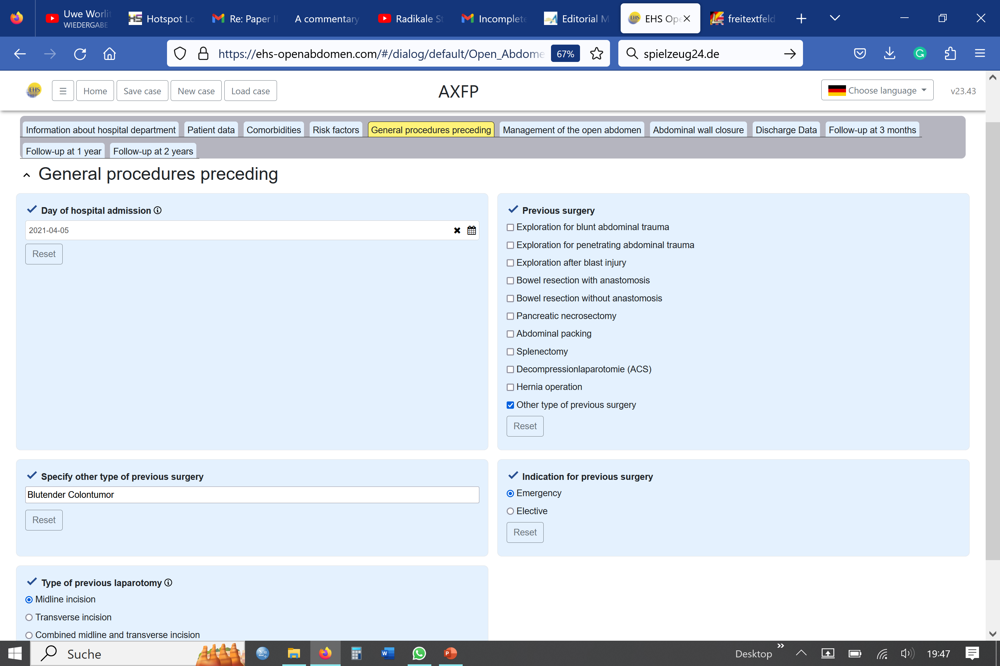 Uwe Worlit
WIEDERGABE
Hotspot Lo
Re: Paper II
A commentary
Radikale St
Incomplete
Editorial M
EHS Ope
freitextfeld
https://ehs-openabdomen.com/#/dialog/default/Open_Abdome
67%
spielzeug24.de
EHS
Home
Save case
New case
Load case
AXFP
Choose language
v23.43
Information about hospital department
Patient data
Comorbidities
Risk factors
General procedures preceding
Management of the open abdomen
Abdominal wall closure
Discharge Data
Follow-up at 3 months
Follow-up at 1 year
Follow-up at 2 years
General procedures preceding
Day of hospital admission
2021-04-05
Reset
Previous surgery
Exploration for blunt abdominal trauma
Exploration for penetrating abdominal trauma
Exploration after blast injury
Bowel resection with anastomosis
Bowel resection without anastomosis
Pancreatic necrosectomy
Abdominal packing
Splenectomy
Decompressionlaparotomie (ACS)
Hernia operation
Other type of previous surgery
Reset
Specify other type of previous surgery
Blutender Colontumor
Reset
Indication for previous surgery
Emergency
Elective
Reset
Type of previous laparotomy
Midline incision
Transverse incision
Combined midline and transverse incision
Suche
Desktop
19:47